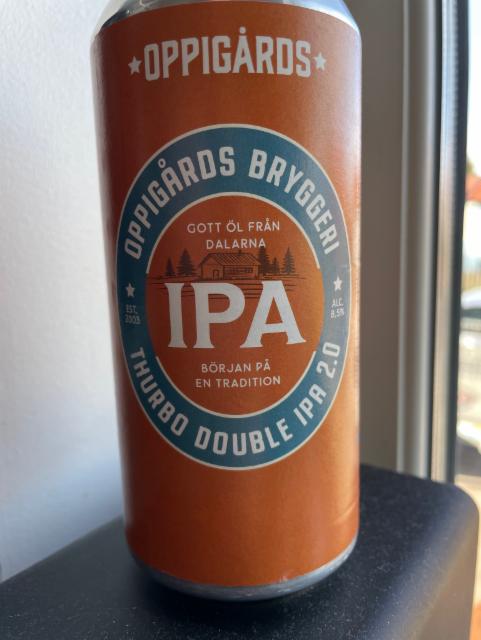 OPPIGÅRDS
OPPIGÅRDS BRYGGERI
GOTT ÖL FRÅN
DALARNA
EST.
2003
IPA
ALC.
8,5%
BÖRJAN PÅ
EN TRADITION
THURBO DOUBLE IPA 2.0